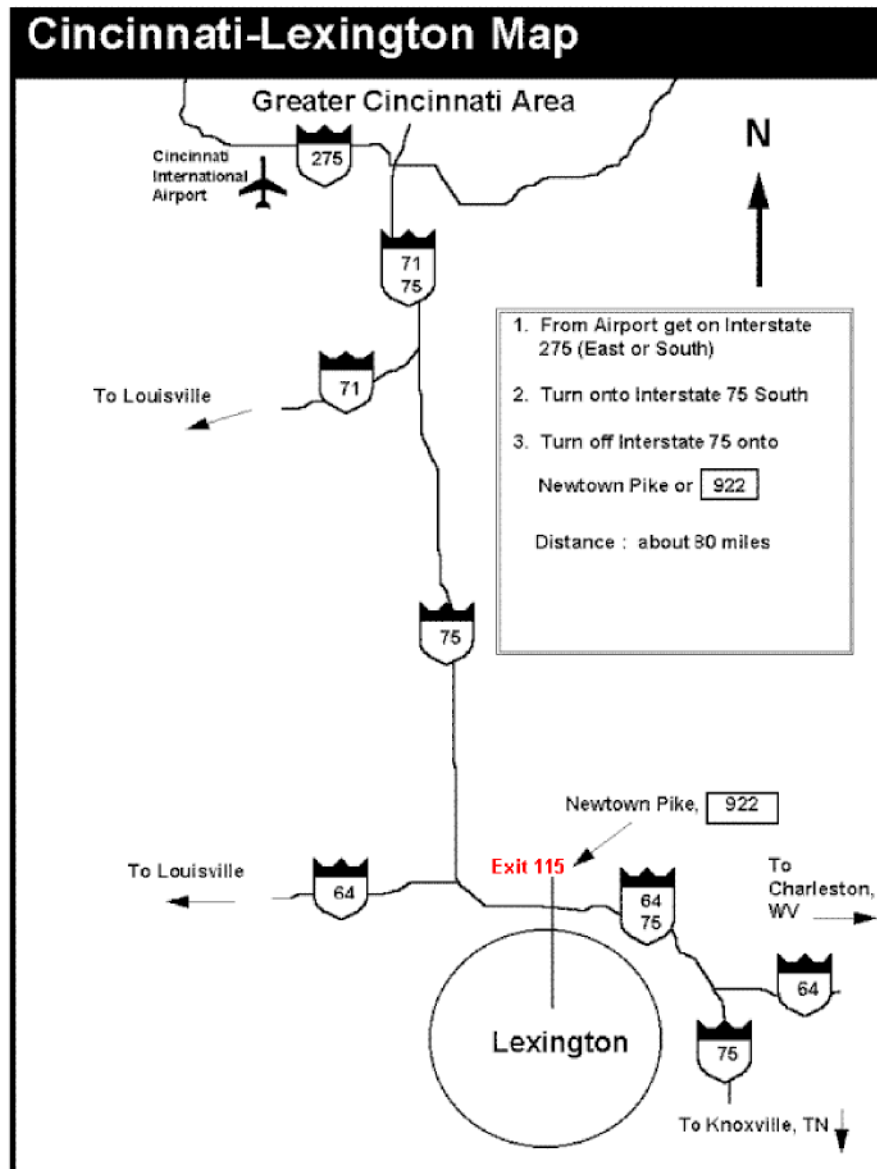 Cincinnati-Lexington Map
Greater Cincinnati Area
275
Cincinnati
International
Airport
N
71
75
1. From Airport get on Interstate
275 (East or South)
2. Turn onto Interstate 75 South
3. Turn off Interstate 75 onto
Newtown Pike or 922
Distance : about 80 miles
71
To Louisville
75
Newtown Pike, 922
Exit 115
To Louisville
64
64
75
To
Charleston,
WV
64
Lexington
75
To Knoxville, TN